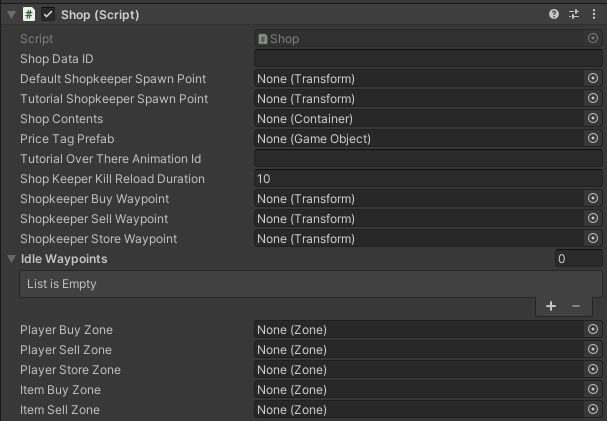 Shop (Script)
Script Shop
Shop Data ID
Default Shopkeeper Spawn Point None (Transform)
Tutorial Shopkeeper Spawn Point None (Transform)
Shop Contents None (Container)
Price Tag Prefab None (Game Object)
Tutorial Over There Animation Id
Shop Keeper Kill Reload Duration 10
Shopkeeper Buy Waypoint None (Transform)
Shopkeeper Sell Waypoint None (Transform)
Shopkeeper Store Waypoint None (Transform)
Idle Waypoints 0
List is Empty
+ −
Player Buy Zone None (Zone)
Player Sell Zone None (Zone)
Player Store Zone None (Zone)
Item Buy Zone None (Zone)
Item Sell Zone None (Zone)